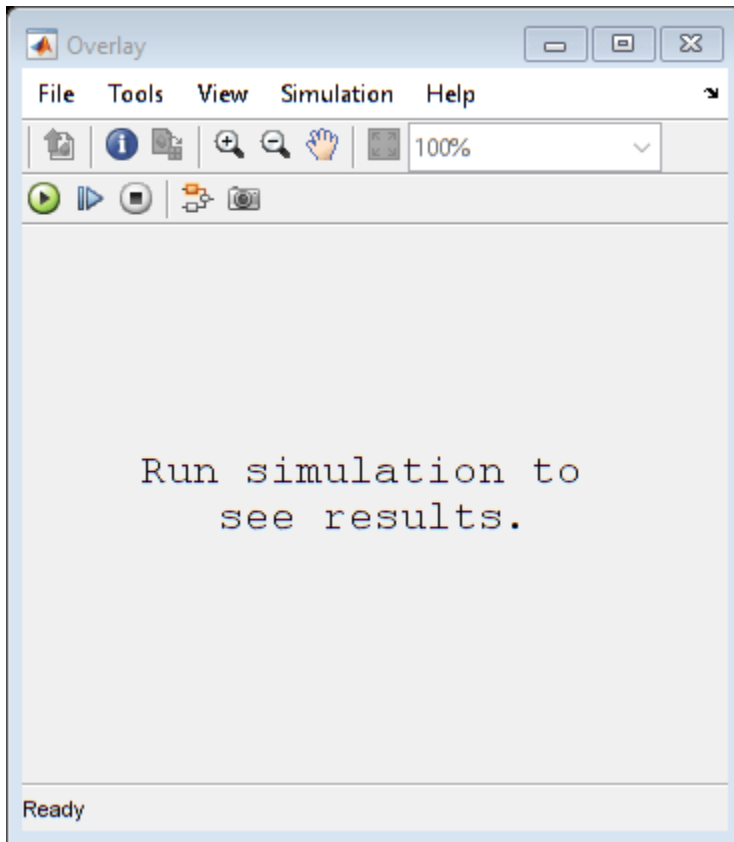 Overlay
File Tools View Simulation Help
100%
Run simulation to
see results.
Ready